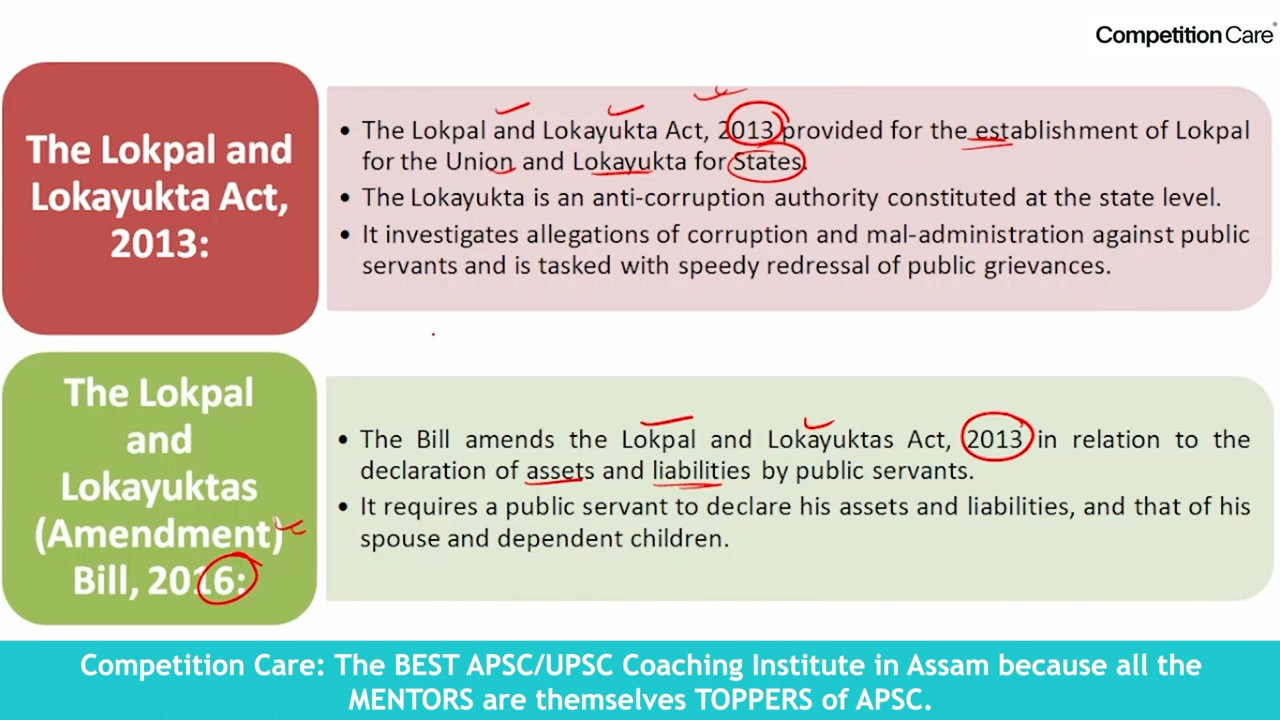 Competition Care
The Lokpal and
Lokayukta Act,
2013:
• The Lokpal and Lokayukta Act, 2013 provided for the establishment of Lokpal
for the Union and Lokayukta for States.
• The Lokayukta is an anti-corruption authority constituted at the state level.
• It investigates allegations of corruption and mal-administration against public
servants and is tasked with speedy redressal of public grievances.
The Lokpal
and
Lokayuktas
(Amendment)
Bill, 2016:
• The Bill amends the Lokpal and Lokayuktas Act, 2013 in relation to the
declaration of assets and liabilities by public servants.
• It requires a public servant to declare his assets and liabilities, and that of his
spouse and dependent children.
Competition Care: The BEST APSC/UPSC Coaching Institute in Assam because all the
MENTORS are themselves TOPPERS of APSC.